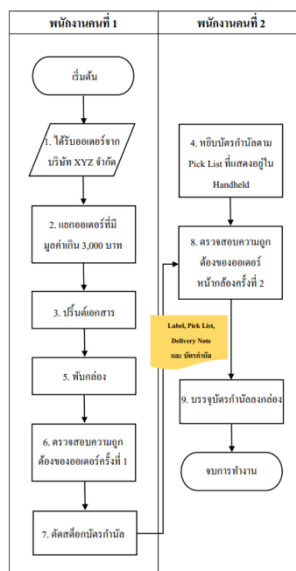 พนักงานคนที่ 1
เริ่มต้น
1. ได้รับออเดอร์จาก
บริษัท XYZ จำกัด
2. แยกออเดอร์ที่มี
มูลค่าเกิน 3,000 บาท
3. ปริ้นต์เอกสาร
5. พับกล่อง
6. ตรวจสอบความถูก
ต้องของออเดอร์ครั้งที่ 1
7. ตัดสต็อกบัตรกำนัล
พนักงานคนที่ 2
4. หยิบบัตรกำนัลตาม
Pick List ที่แสดงอยู่ใน
Handheld
8. ตรวจสอบความถูก
ต้องของออเดอร์
หน้ากล้องครั้งที่ 2
Label, Pick List,
Delivery Note
และ บัตรกำนัล
9. บรรจุบัตรกำนัลลงกล่อง
จบการทำงาน